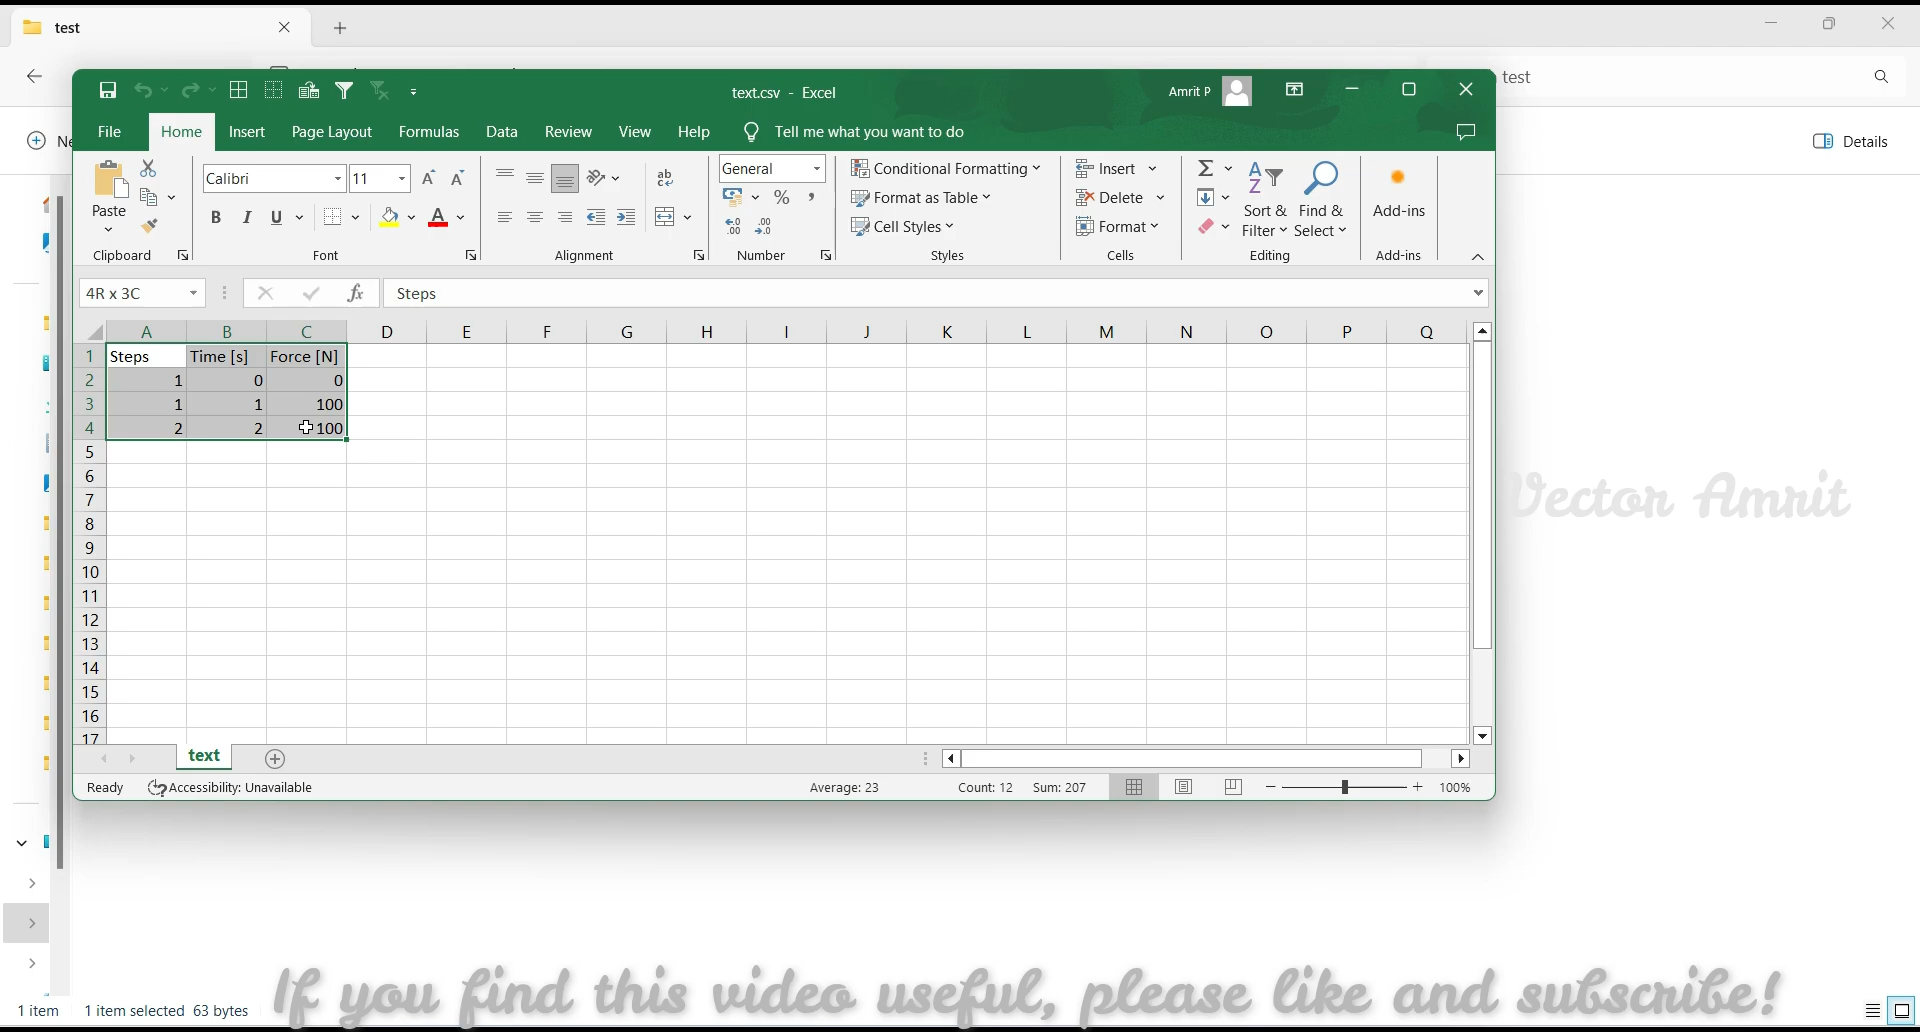 test
test
text.csv - Excel
Amrit P
File Home Insert Page Layout Formulas Data Review View Help Tell me what you want to do
Details
Paste
Clipboard
Calibri 11
B I U
Font
ab
Alignment
General
% ,
Number
Conditional Formatting
Format as Table
Cell Styles
Styles
Insert
Delete
Format
Cells
Sort & Filter
Find & Select
Editing
Add-ins
Add-ins
4R x 3C fx Steps
A B C D E F G H I J K L M N O P Q
1 Steps Time [s] Force [N]
2 1 0 0
3 1 1 100
4 2 2 100
5
6
7
8
9
10
11
12
13
14
15
16
17
Vector Amrit
text
Ready Accessibility: Unavailable Average: 23 Count: 12 Sum: 207 100%
If you find this video useful, please like and subscribe!
1 item 1 item selected 63 bytes